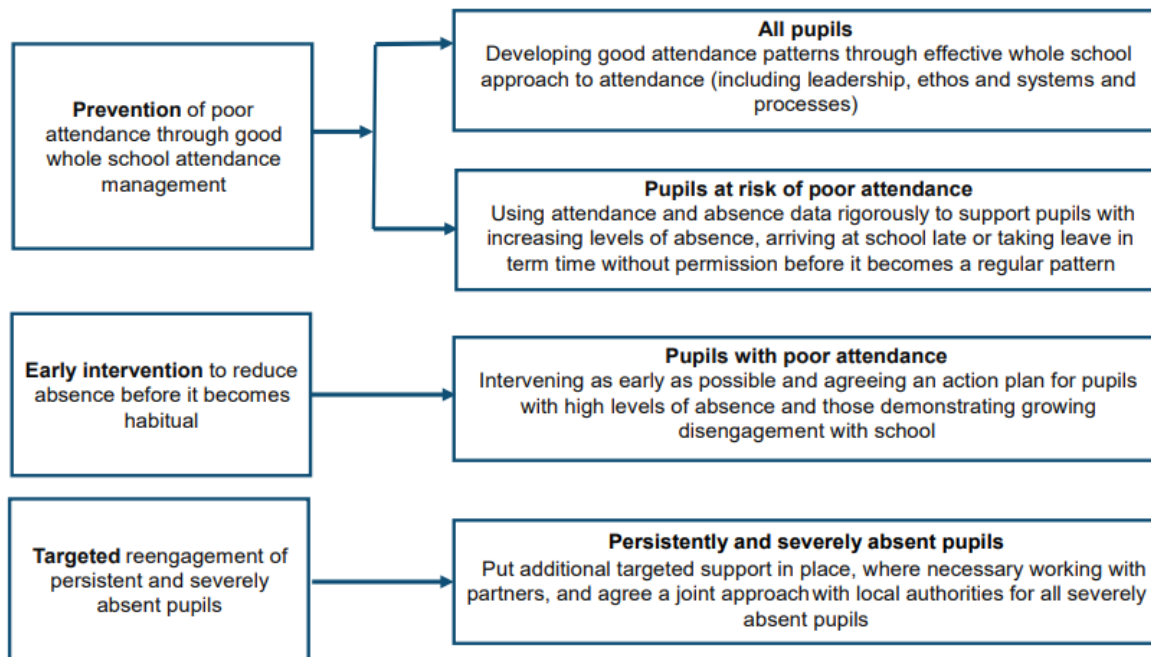 Prevention of poor
attendance through good
whole school attendance
management
All pupils
Developing good attendance patterns through effective whole school
approach to attendance (including leadership, ethos and systems and
processes)
Pupils at risk of poor attendance
Using attendance and absence data rigorously to support pupils with
increasing levels of absence, arriving at school late or taking leave in
term time without permission before it becomes a regular pattern
Early intervention to reduce
absence before it becomes
habitual
Pupils with poor attendance
Intervening as early as possible and agreeing an action plan for pupils
with high levels of absence and those demonstrating growing
disengagement with school
Targeted reengagement of
persistent and severely
absent pupils
Persistently and severely absent pupils
Put additional targeted support in place, where necessary working with
partners, and agree a joint approach with local authorities for all severely
absent pupils